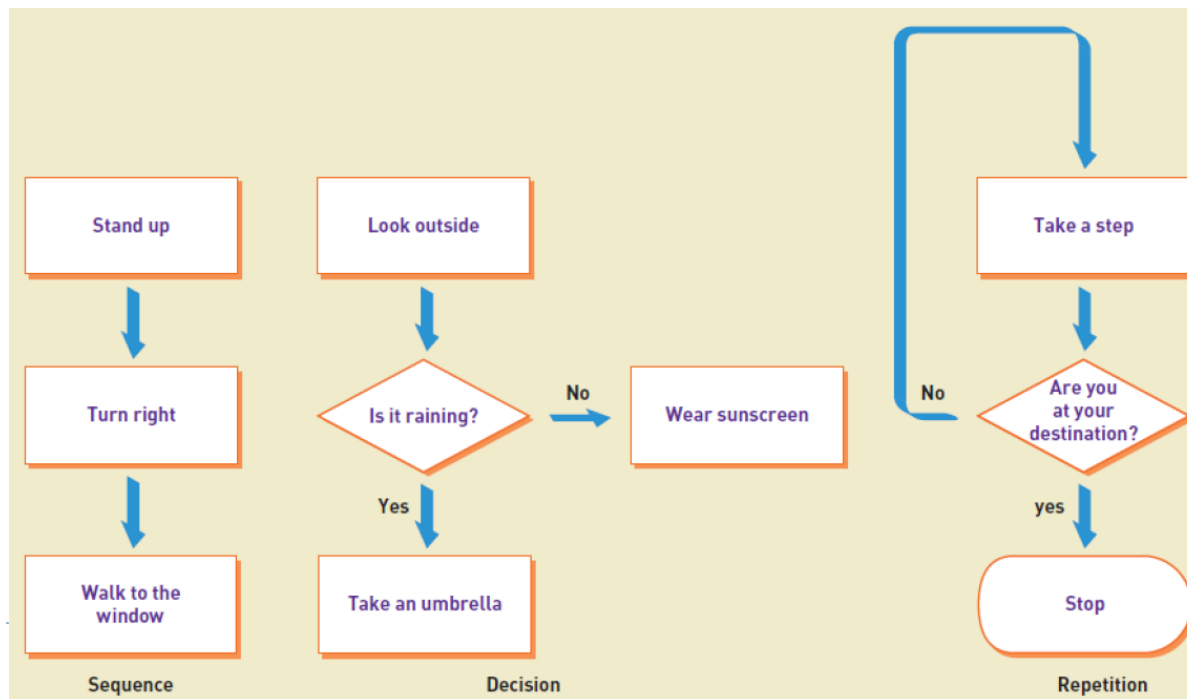 Stand up
Turn right
Walk to the
window
Sequence
Look outside
Is it raining?
No
Wear sunscreen
Yes
Take an umbrella
Decision
Take a step
No
Are you
at your
destination?
yes
Stop
Repetition